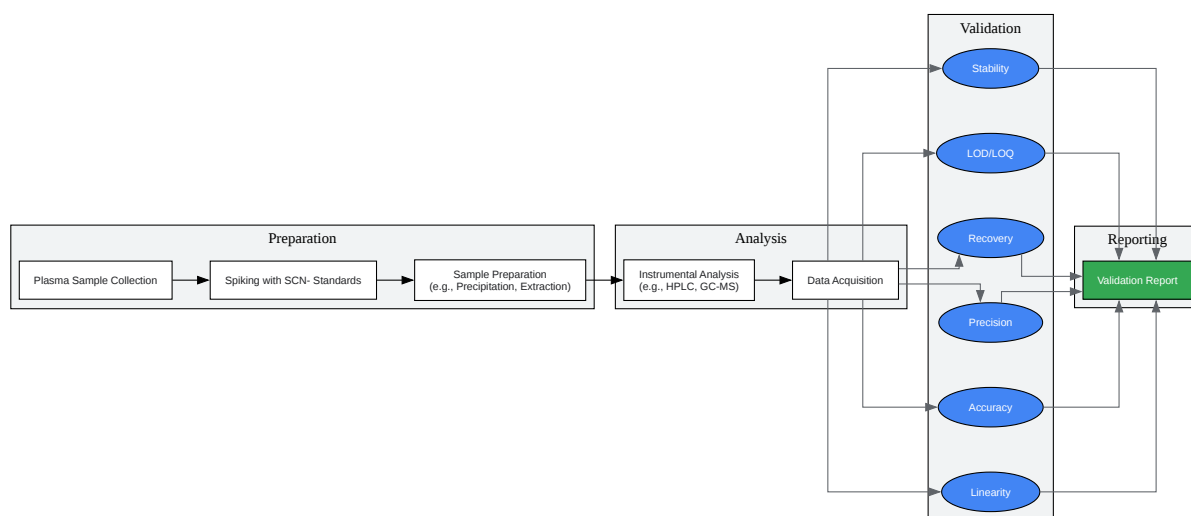 Validation
Stability
LOD/LOQ
Recovery
Precision
Accuracy
Linearity
Preparation
Plasma Sample Collection
Spiking with SCN- Standards
Sample Preparation
(e.g., Precipitation, Extraction)
Analysis
Instrumental Analysis
(e.g., HPLC, GC-MS)
Data Acquisition
Reporting
Validation Report